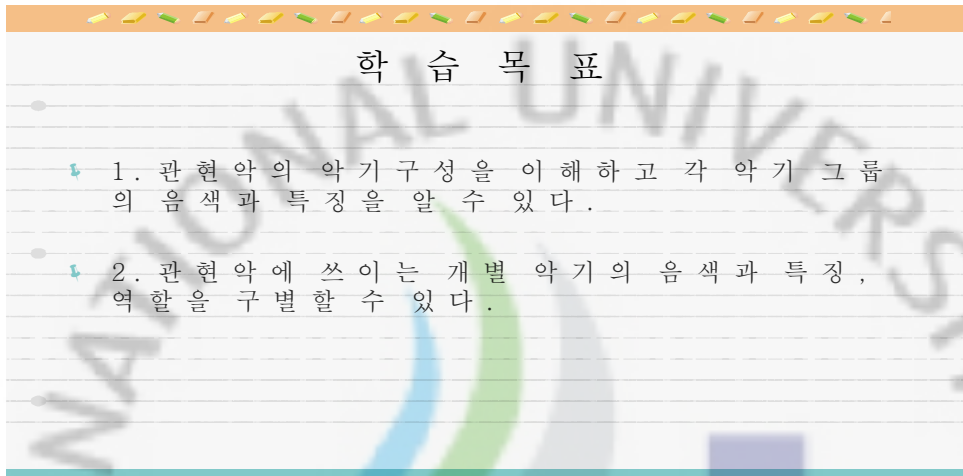 학 습 목 표
NATIONAL UNIVERSI
1. 관현악의 악기구성을 이해하고 각 악기 그룹
의 음색과 특징을 알 수 있다.
2. 관현악에 쓰이는 개별 악기의 음색과 특징,
역할을 구별할 수 있다.